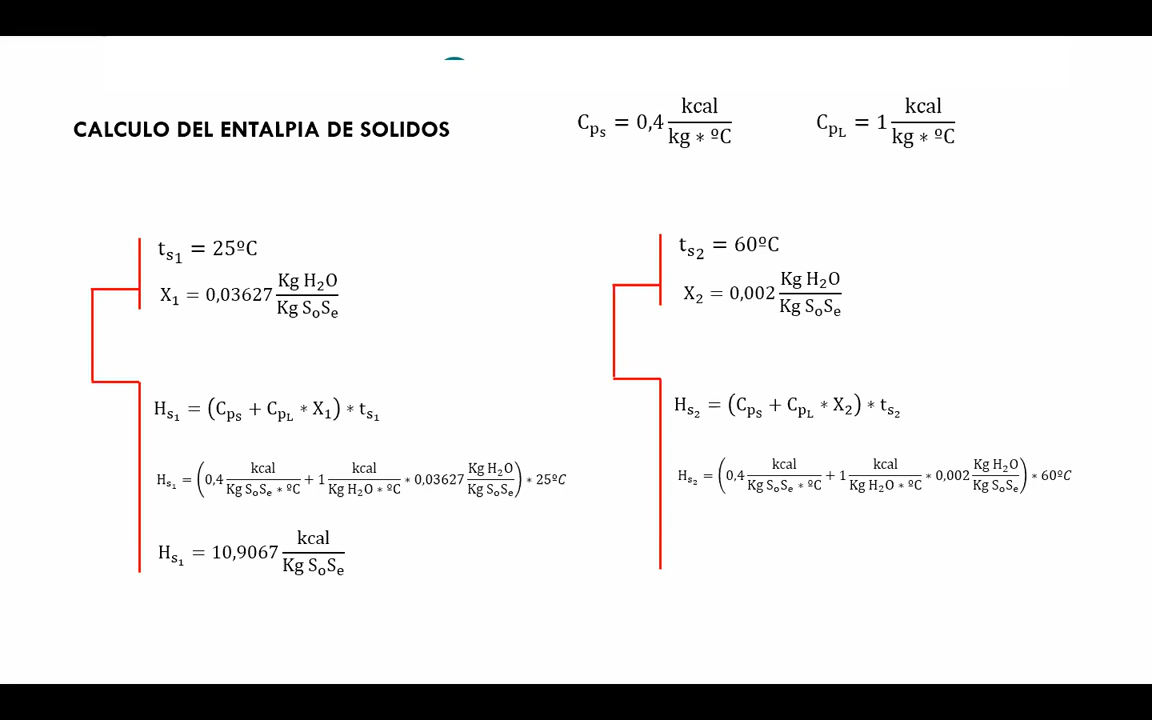 CALCULO DEL ENTALPIA DE SOLIDOS
C_ps = 0,4 kcal/(kg * ºC)
C_pL = 1 kcal/(kg * ºC)
t_s1 = 25ºC
X_1 = 0,03627 Kg H₂O/Kg SₒSₑ
H_s1 = (C_ps + C_pL * X_1) * t_s1
H_s1 = (0,4 kcal/(Kg SₒSₑ * ºC) + 1 kcal/(Kg H₂O * ºC) * 0,03627 Kg H₂O/Kg SₒSₑ) * 25ºC
H_s1 = 10,9067 kcal/Kg SₒSₑ
t_s2 = 60ºC
X_2 = 0,002 Kg H₂O/Kg SₒSₑ
H_s2 = (C_ps + C_pL * X_2) * t_s2
H_s2 = (0,4 kcal/(Kg SₒSₑ * ºC) + 1 kcal/(Kg H₂O * ºC) * 0,002 Kg H₂O/Kg SₒSₑ) * 60ºC